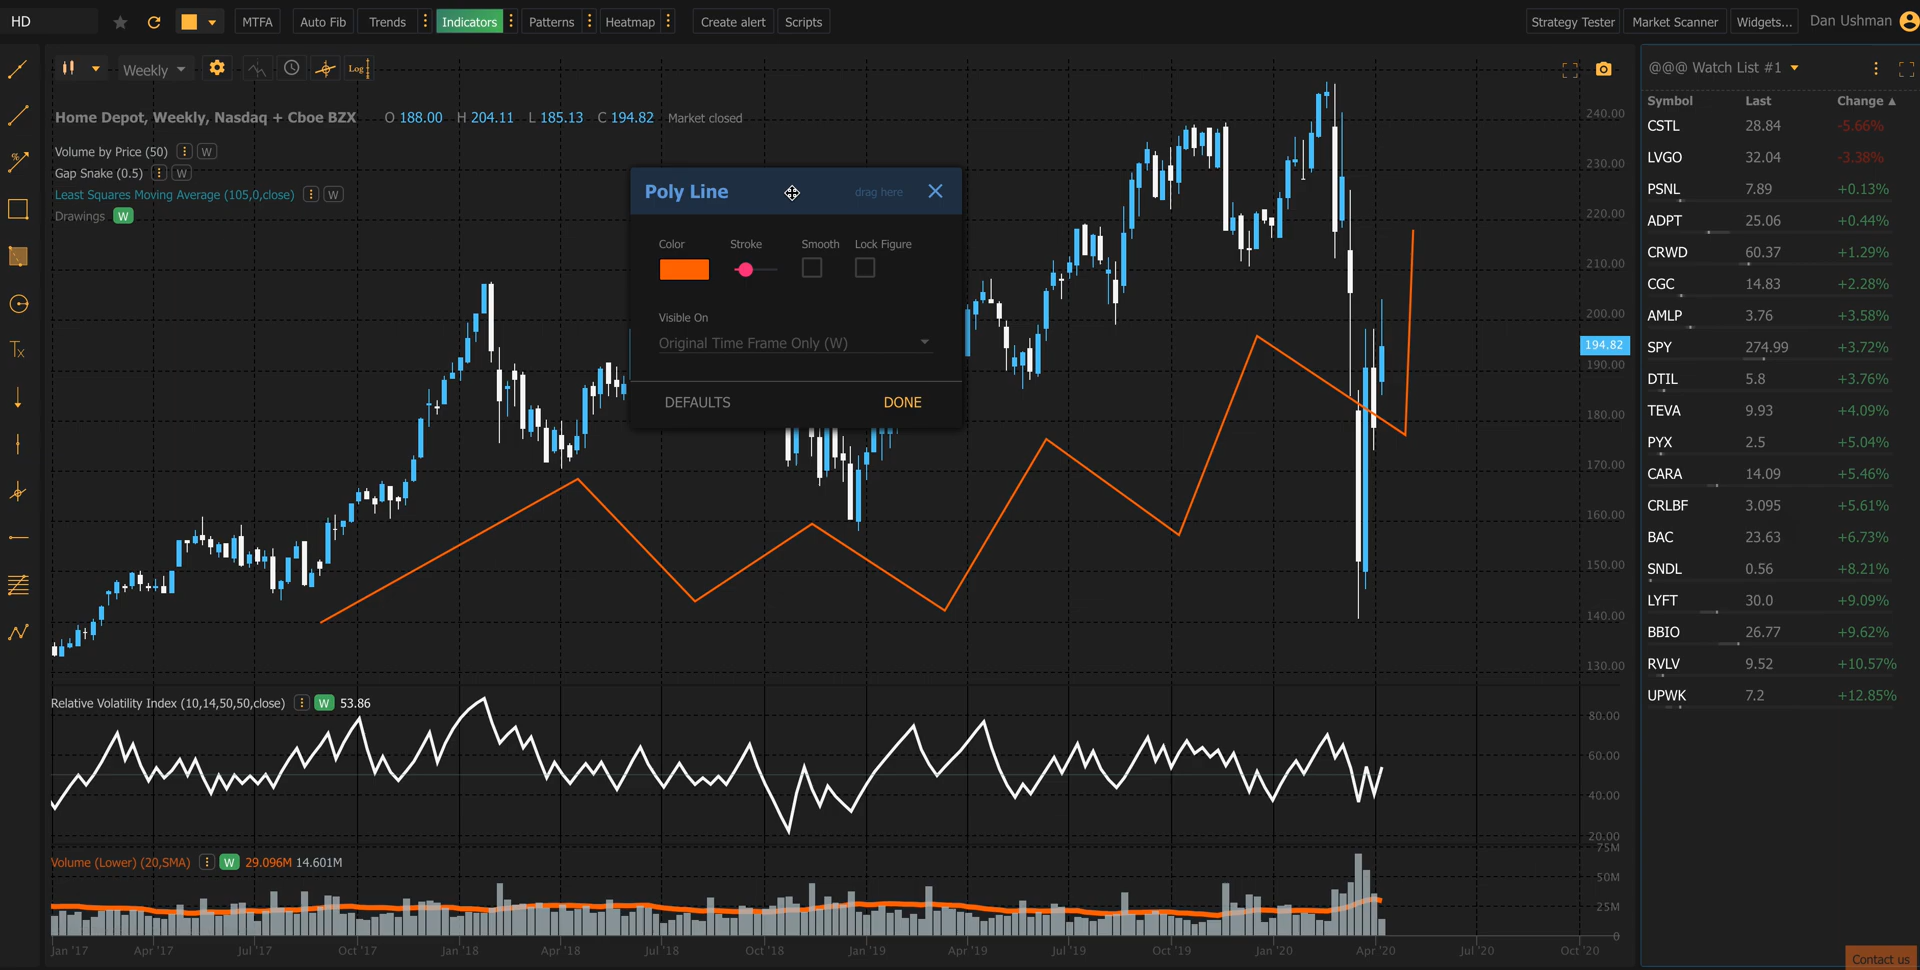 HD
MTFA
Auto Fib
Trends
Indicators
Patterns
Heatmap
Create alert
Scripts
Strategy Tester
Market Scanner
Widgets...
Dan Ushman
Weekly
Log
@@@ Watch List #1
Home Depot, Weekly, Nasdaq + Cboe BZX O 188.00 H 204.11 L 185.13 C 194.82 Market closed
Volume by Price (50) W
Gap Snake (0.5) W
Least Squares Moving Average (105,0,close) W
Drawings W
Poly Line
drag here
Color Stroke Smooth Lock Figure
Visible On
Original Time Frame Only (W)
DEFAULTS DONE
240.00
230.00
220.00
210.00
200.00
194.82
190.00
180.00
170.00
160.00
150.00
140.00
130.00
Relative Volatility Index (10,14,50,50,close) W 53.86
80.00
60.00
40.00
20.00
Volume (Lower) (20,SMA) W 29.096M 14.601M
75M
50M
25M
0
Jan '17 Apr '17 Jul '17 Oct '17 Jan '18 Apr '18 Jul '18 Oct '18 Jan '19 Apr '19 Jul '19 Oct '19 Jan '20 Apr '20 Jul '20 Oct '20
Symbol Last Change
CSTL 28.84 -5.66%
LVGO 32.04 -3.38%
PSNL 7.89 +0.13%
ADPT 25.06 +0.44%
CRWD 60.37 +1.29%
CGC 14.83 +2.28%
AMLP 3.76 +3.58%
SPY 274.99 +3.72%
DTIL 5.8 +3.76%
TEVA 9.93 +4.09%
PYX 2.5 +5.04%
CARA 14.09 +5.46%
CRLBF 3.095 +5.61%
BAC 23.63 +6.73%
SNDL 0.56 +8.21%
LYFT 30.0 +9.09%
BBIO 26.77 +9.62%
RVLV 9.52 +10.57%
UPWK 7.2 +12.85%
Contact us